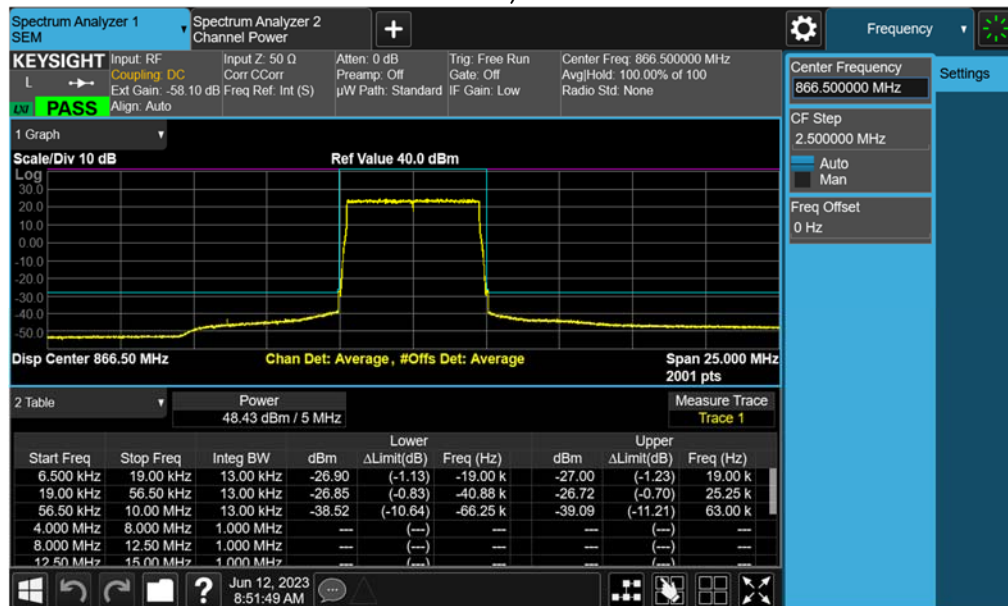 Spectrum Analyzer 1
SEM
Spectrum Analyzer 2
Channel Power
Frequency
KEYSIGHT
L
LXI
PASS
Input: RF
Coupling: DC
Ext Gain: -58.10 dB
Align: Auto
Input Z: 50 Ω
Corr CCorr
Freq Ref: Int (S)
Atten: 0 dB
Preamp: Off
µW Path: Standard
Trig: Free Run
Gate: Off
IF Gain: Low
Center Freq: 866.500000 MHz
Avg|Hold: 100.00% of 100
Radio Std: None
Center Frequency
866.500000 MHz
Settings
CF Step
2.500000 MHz
Auto
Man
Freq Offset
0 Hz
1 Graph
Scale/Div 10 dB
Ref Value 40.0 dBm
Log
30.0
20.0
10.0
0.00
-10.0
-20.0
-30.0
-40.0
-50.0
Disp Center 866.50 MHz
Chan Det: Average, #Offs Det: Average
Span 25.000 MHz
2001 pts
2 Table
Power
48.43 dBm / 5 MHz
Measure Trace
Trace 1
Lower Upper
Start Freq Stop Freq Integ BW dBm ΔLimit(dB) Freq (Hz) dBm ΔLimit(dB) Freq (Hz)
6.500 kHz 19.00 kHz 13.00 kHz -26.90 (-1.13) -19.00 k -27.00 (-1.23) 19.00 k
19.00 kHz 56.50 kHz 13.00 kHz -26.85 (-0.83) -40.88 k -26.72 (-0.70) 25.25 k
56.50 kHz 10.00 MHz 13.00 kHz -38.52 (-10.64) -66.25 k -39.09 (-11.21) 63.00 k
4.000 MHz 8.000 MHz 1.000 MHz --- (---) --- --- (---) ---
8.000 MHz 12.50 MHz 1.000 MHz --- (---) --- --- (---) ---
12.50 MHz 15.00 MHz 1.000 MHz --- (---) --- --- (---) ---
?
Jun 12, 2023
8:51:49 AM